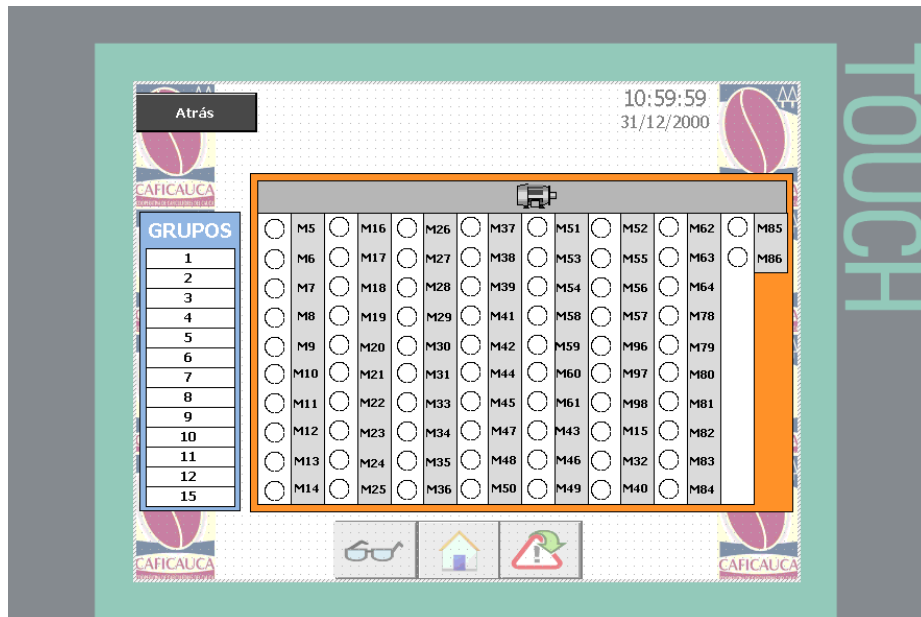 TOUCH
Atrás
10:59:59
31/12/2000
CAFICAUCA
GRUPOS
1
2
3
4
5
6
7
8
9
10
11
12
15
M5 M16 M26 M37 M51 M52 M62 M85
M6 M17 M27 M38 M53 M55 M63 M86
M7 M18 M28 M39 M54 M56 M64
M8 M19 M29 M41 M58 M57 M78
M9 M20 M30 M42 M59 M96 M79
M10 M21 M31 M44 M60 M97 M80
M11 M22 M33 M45 M61 M98 M81
M12 M23 M34 M47 M43 M15 M82
M13 M24 M35 M48 M46 M32 M83
M14 M25 M36 M50 M49 M40 M84
CAFICAUCA
CAFICAUCA